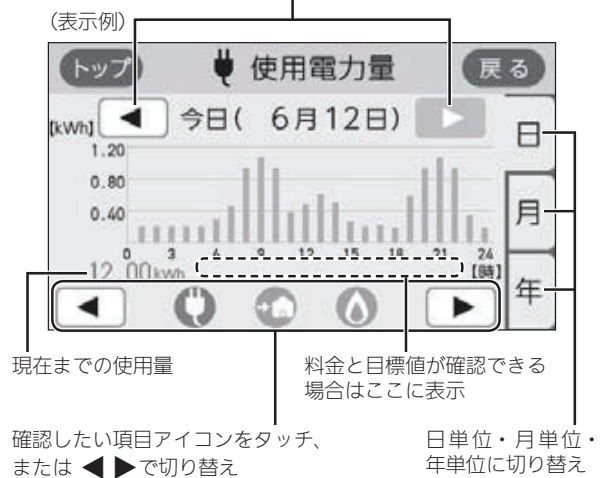 （表示例）
トップ 使用電力量 戻る
◀ 今日( 6月12日) ▶
日
[kWh]
1.20
0.80
0.40
月
0 3 6 9 12 15 18 21 24
12.00kWh 【時】
年
◀ ▶
現在までの使用量
料金と目標値が確認できる
場合はここに表示
確認したい項目アイコンをタッチ、
または ◀ ▶で切り替え
日単位・月単位・
年単位に切り替え